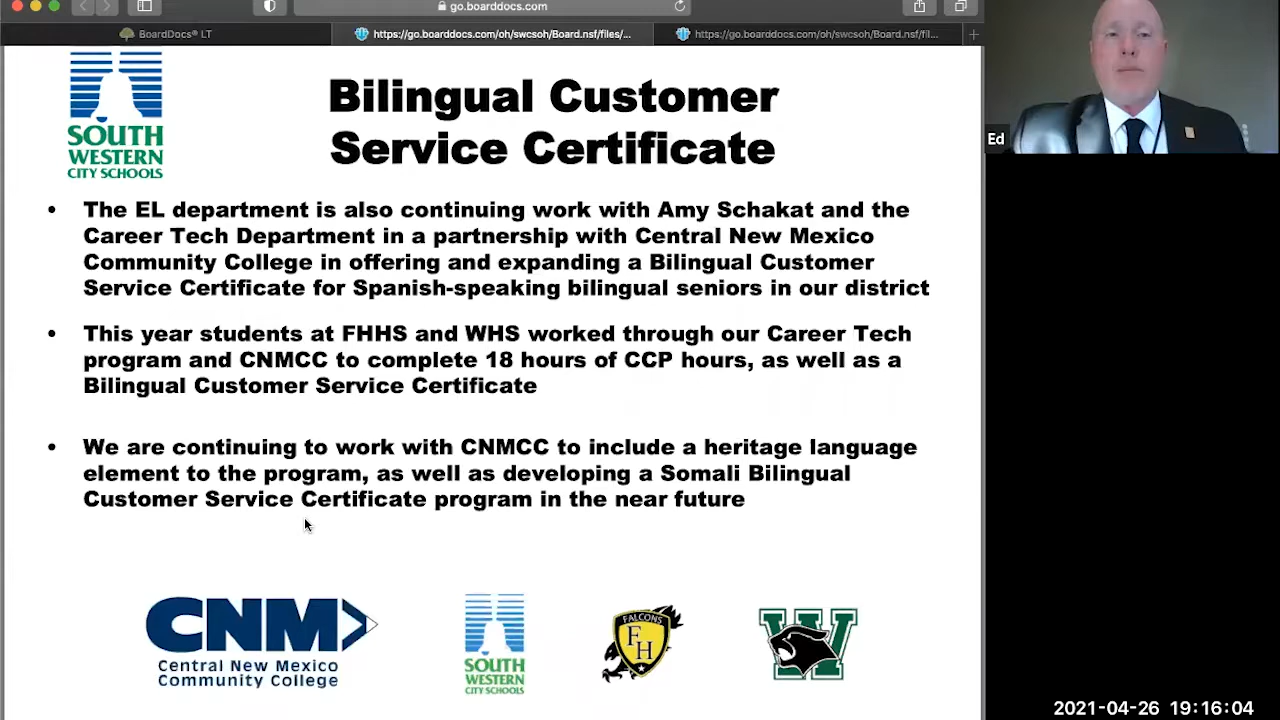 go.boarddocs.com
BoardDocs® LT
https://go.boarddocs.com/oh/swcsoh/Board.nsf/files/...
https://go.boarddocs.com/oh/swcsoh/Board.nsf/fil...
SOUTH
WESTERN
CITY SCHOOLS
Bilingual Customer
Service Certificate
Ed
• The EL department is also continuing work with Amy Schakat and the
Career Tech Department in a partnership with Central New Mexico
Community College in offering and expanding a Bilingual Customer
Service Certificate for Spanish-speaking bilingual seniors in our district
• This year students at FHHS and WHS worked through our Career Tech
program and CNMCC to complete 18 hours of CCP hours, as well as a
Bilingual Customer Service Certificate
• We are continuing to work with CNMCC to include a heritage language
element to the program, as well as developing a Somali Bilingual
Customer Service Certificate program in the near future
CNM
Central New Mexico
Community College
SOUTH
WESTERN
CITY SCHOOLS
FALCONS
FH
W
2021-04-26 19:16:04